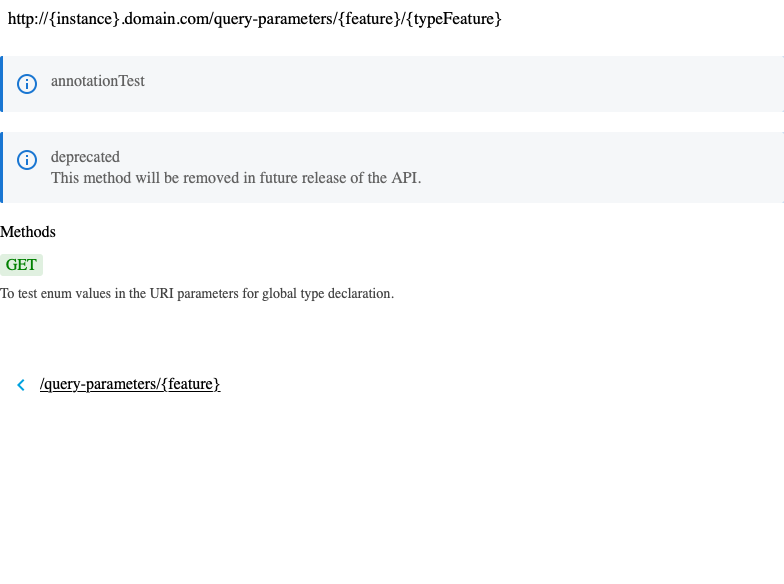 http://{instance}.domain.com/query-parameters/{feature}/{typeFeature}
annotationTest
deprecated
This method will be removed in future release of the API.
Methods
GET
To test enum values in the URI parameters for global type declaration.
/query-parameters/{feature}